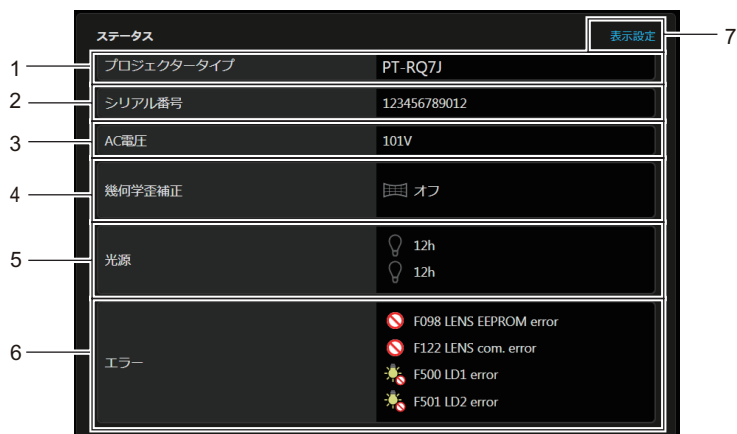 ステータス 表示設定 7
1 プロジェクタータイプ PT-RQ7J
2 シリアル番号 123456789012
3 AC電圧 101V
4 幾何学歪補正 オフ
5 光源 12h
12h
6 エラー F098 LENS EEPROM error
F122 LENS com. error
F500 LD1 error
F501 LD2 error